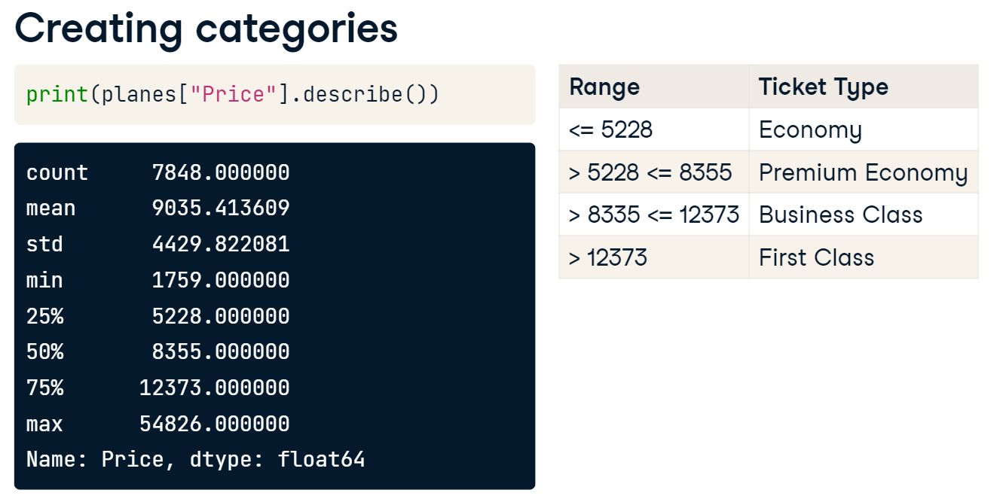 Creating categories
print(planes["Price"].describe())
count     7848.000000
mean      9035.413609
std       4429.822081
min       1759.000000
25%       5228.000000
50%       8355.000000
75%      12373.000000
max      54826.000000
Name: Price, dtype: float64
Range Ticket Type
<= 5228 Economy
> 5228 <= 8355 Premium Economy
> 8335 <= 12373 Business Class
> 12373 First Class